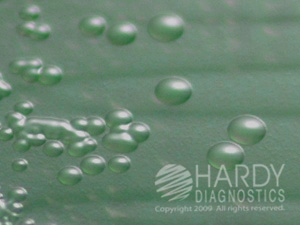 HARDY
DIAGNOSTICS
Copyright 2009 All rights reserved.